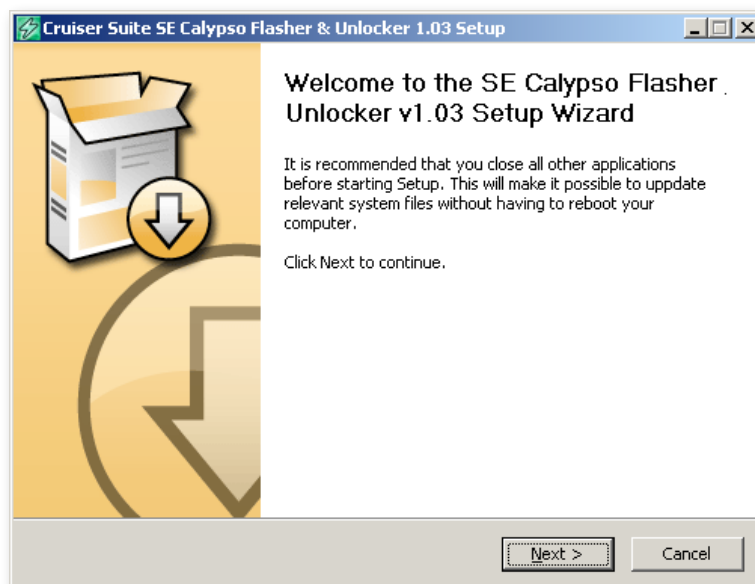 Cruiser Suite SE Calypso Flasher & Unlocker 1.03 Setup
Welcome to the SE Calypso Flasher
Unlocker v1.03 Setup Wizard
It is recommended that you close all other applications
before starting Setup. This will make it possible to uppdate
relevant system files without having to reboot your
computer.
Click Next to continue.
Next >
Cancel